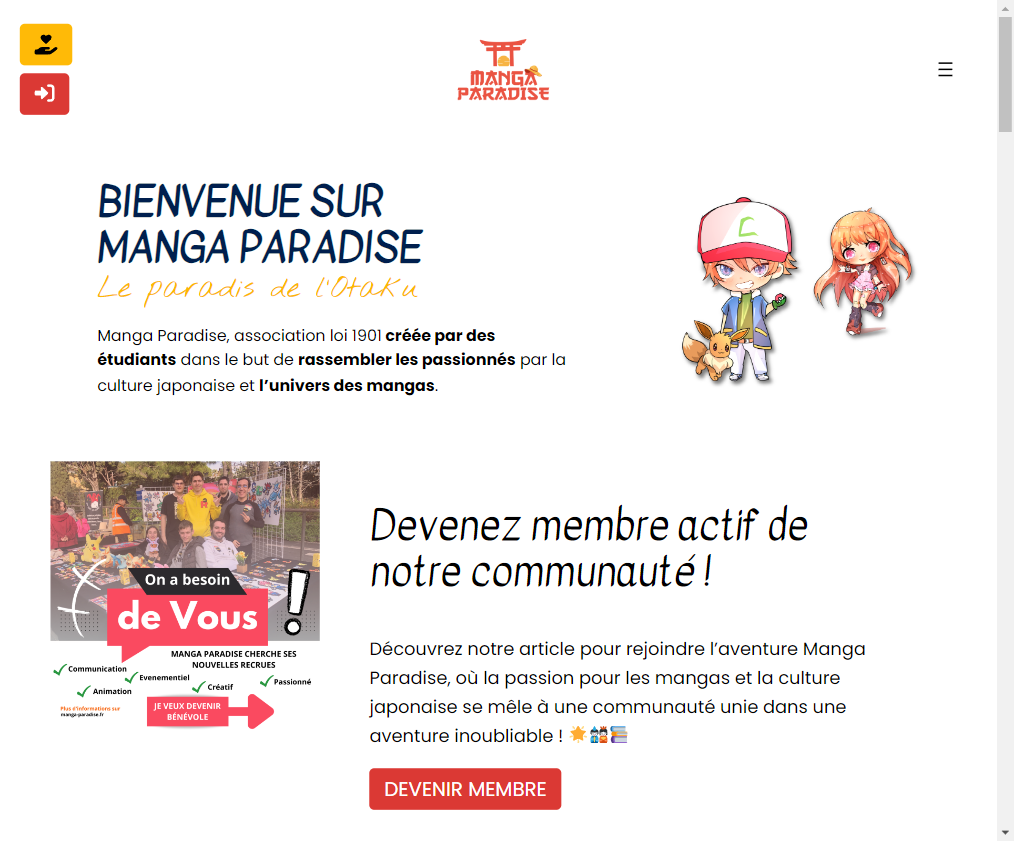 MANGA
PARADISE
BIENVENUE SUR
MANGA PARADISE
Le paradis de l'Otaku
Manga Paradise, association loi 1901 créée par des
étudiants dans le but de rassembler les passionnés par la
culture japonaise et l’univers des mangas.
On a besoin
de Vous
MANGA PARADISE CHERCHE SES
NOUVELLES RECRUES
Communication
Evenementiel
Passionné
Animation
Créatif
Plus d'informations sur
manga-paradise.fr
JE VEUX DEVENIR
BÉNÉVOLE
Devenez membre actif de
notre communauté !
Découvrez notre article pour rejoindre l’aventure Manga
Paradise, où la passion pour les mangas et la culture
japonaise se mêle à une communauté unie dans une
aventure inoubliable ! 🌟🎎📚
DEVENIR MEMBRE